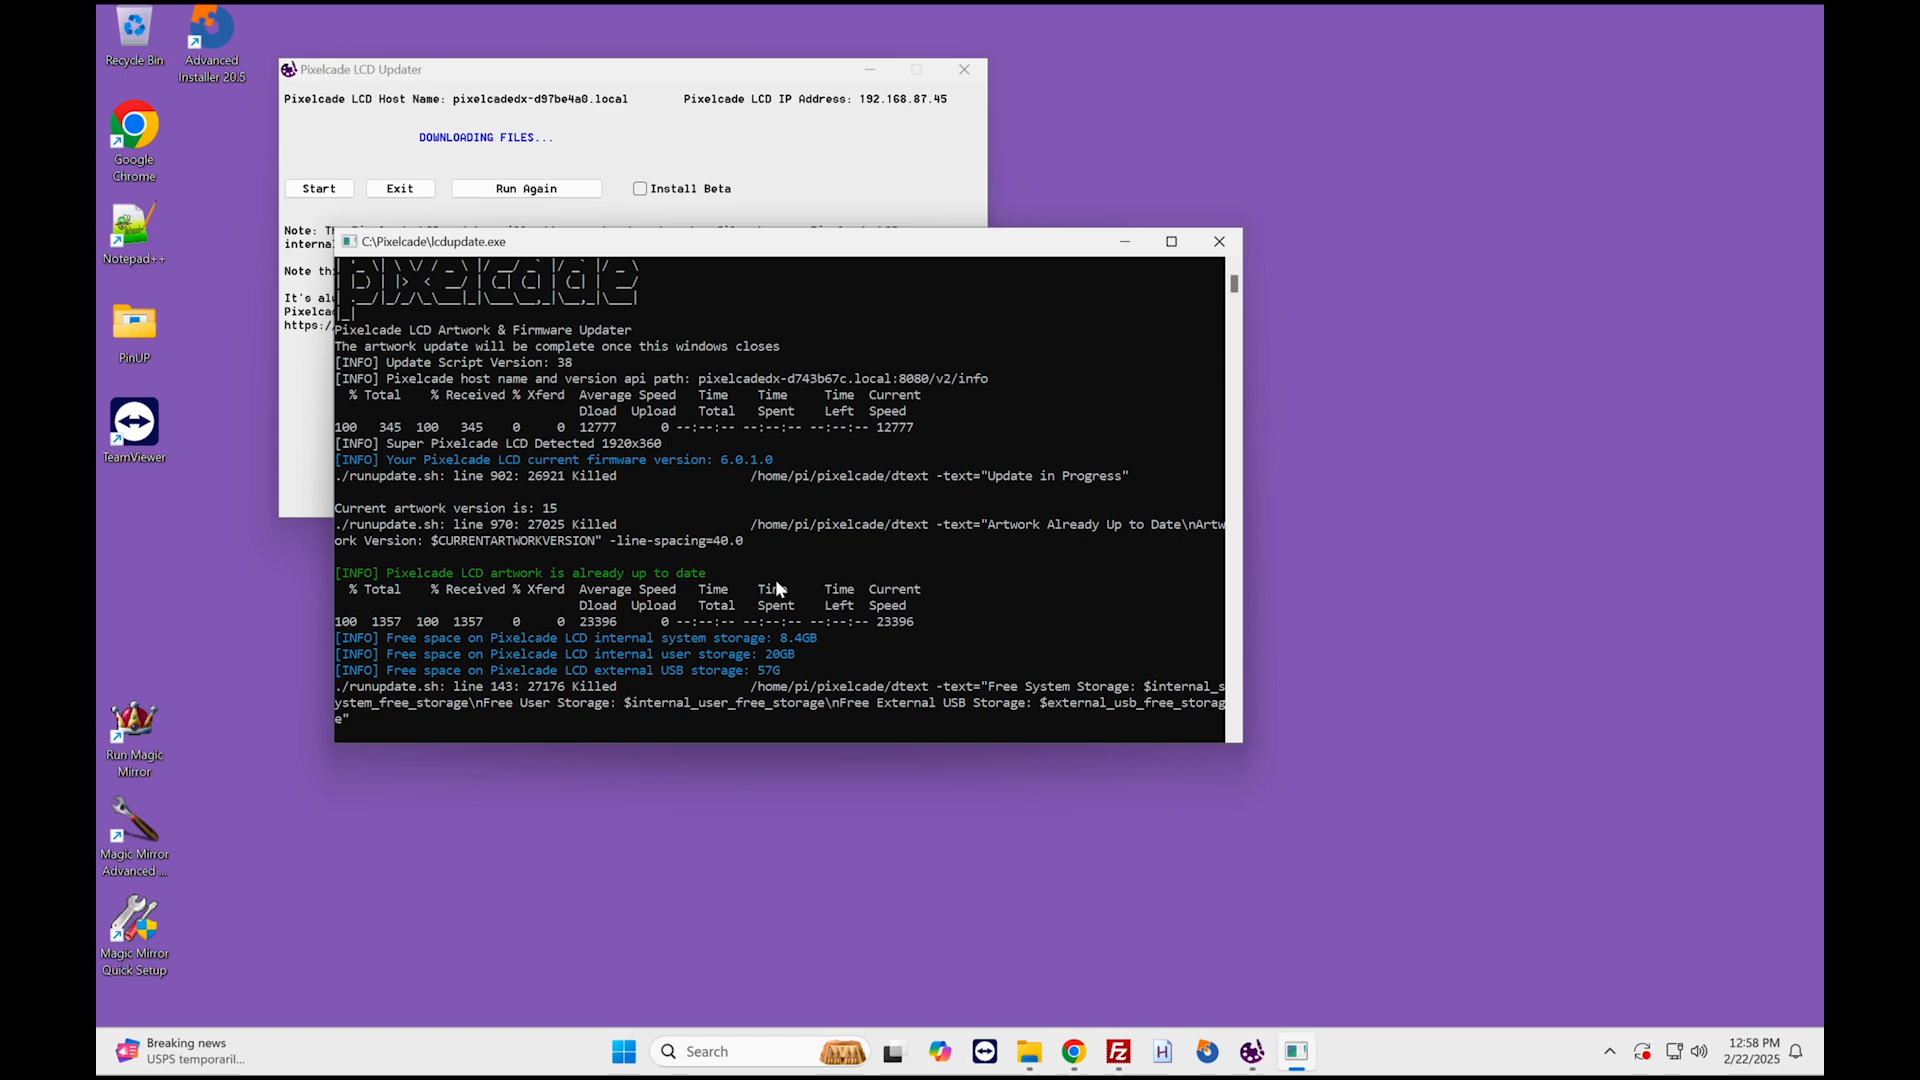 Recycle Bin
Advanced
Installer 20.5
Google
Chrome
Notepad++
PinUP
TeamViewer
Run Magic
Mirror
Magic Mirror
Advanced ...
Magic Mirror
Quick Setup
Pixelcade LCD Updater
Pixelcade LCD Host Name: pixelcadedx-d97be4a0.local Pixelcade LCD IP Address: 192.168.87.45
DOWNLOADING FILES...
Start Exit Run Again Install Beta
Note:
interna
Note thi
It's al
Pixelca
https:/
C:\Pixelcade\lcdupdate.exe
pixelcade
Pixelcade LCD Artwork & Firmware Updater
The artwork update will be complete once this windows closes
[INFO] Update Script Version: 38
[INFO] Pixelcade host name and version api path: pixelcadedx-d743b67c.local:8080/v2/info
% Total % Received % Xferd Average Speed Time Time Time Current
Dload Upload Total Spent Left Speed
100 345 100 345 0 0 12777 0 --:--:-- --:--:-- --:--:-- 12777
[INFO] Super Pixelcade LCD Detected 1920x360
[INFO] Your Pixelcade LCD current firmware version: 6.0.1.0
./runupdate.sh: line 902: 26921 Killed /home/pi/pixelcade/dtext -text="Update in Progress"
Current artwork version is: 15
./runupdate.sh: line 970: 27025 Killed /home/pi/pixelcade/dtext -text="Artwork Already Up to Date\nArtw
ork Version: $CURRENTARTWORKVERSION" -line-spacing=40.0
[INFO] Pixelcade LCD artwork is already up to date
% Total % Received % Xferd Average Speed Time Time Time Current
Dload Upload Total Spent Left Speed
100 1357 100 1357 0 0 23396 0 --:--:-- --:--:-- --:--:-- 23396
[INFO] Free space on Pixelcade LCD internal system storage: 8.4GB
[INFO] Free space on Pixelcade LCD internal user storage: 20GB
[INFO] Free space on Pixelcade LCD external USB storage: 57G
./runupdate.sh: line 143: 27176 Killed /home/pi/pixelcade/dtext -text="Free System Storage: $internal_s
ystem_free_storage\nFree User Storage: $internal_user_free_storage\nFree External USB Storage: $external_usb_free_storag
e"
Breaking news
USPS temporaril...
Search
12:58 PM
2/22/2025